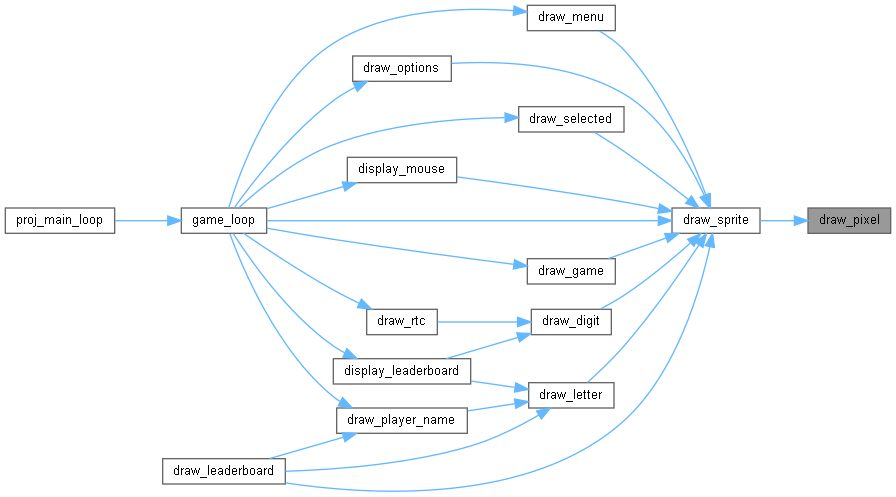 draw_menu
draw_options
draw_selected
display_mouse
proj_main_loop
game_loop
draw_sprite
draw_pixel
draw_game
draw_rtc
draw_digit
display_leaderboard
draw_letter
draw_player_name
draw_leaderboard